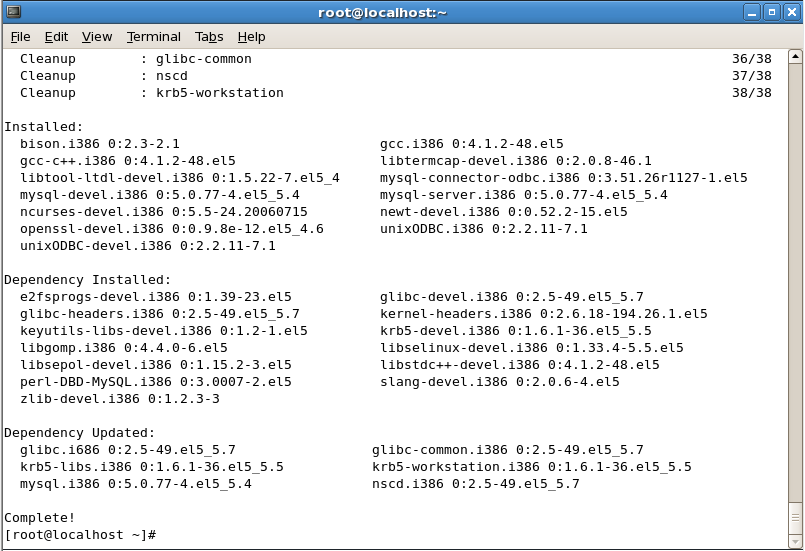 root@localhost:~
File Edit View Terminal Tabs Help
Cleanup : glibc-common 36/38
Cleanup : nscd 37/38
Cleanup : krb5-workstation 38/38
Installed:
bison.i386 0:2.3-2.1 gcc.i386 0:4.1.2-48.el5
gcc-c++.i386 0:4.1.2-48.el5 libtermcap-devel.i386 0:2.0.8-46.1
libtool-ltdl-devel.i386 0:1.5.22-7.el5_4 mysql-connector-odbc.i386 0:3.51.26r1127-1.el5
mysql-devel.i386 0:5.0.77-4.el5_5.4 mysql-server.i386 0:5.0.77-4.el5_5.4
ncurses-devel.i386 0:5.5-24.20060715 newt-devel.i386 0:0.52.2-15.el5
openssl-devel.i386 0:0.9.8e-12.el5_4.6 unixODBC.i386 0:2.2.11-7.1
unixODBC-devel.i386 0:2.2.11-7.1
Dependency Installed:
e2fsprogs-devel.i386 0:1.39-23.el5 glibc-devel.i386 0:2.5-49.el5_5.7
glibc-headers.i386 0:2.5-49.el5_5.7 kernel-headers.i386 0:2.6.18-194.26.1.el5
keyutils-libs-devel.i386 0:1.2-1.el5 krb5-devel.i386 0:1.6.1-36.el5_5.5
libgomp.i386 0:4.4.0-6.el5 libselinux-devel.i386 0:1.33.4-5.5.el5
libsepol-devel.i386 0:1.15.2-3.el5 libstdc++-devel.i386 0:4.1.2-48.el5
perl-DBD-MySQL.i386 0:3.0007-2.el5 slang-devel.i386 0:2.0.6-4.el5
zlib-devel.i386 0:1.2.3-3
Dependency Updated:
glibc.i686 0:2.5-49.el5_5.7 glibc-common.i386 0:2.5-49.el5_5.7
krb5-libs.i386 0:1.6.1-36.el5_5.5 krb5-workstation.i386 0:1.6.1-36.el5_5.5
mysql.i386 0:5.0.77-4.el5_5.4 nscd.i386 0:2.5-49.el5_5.7
Complete!
[root@localhost ~]#